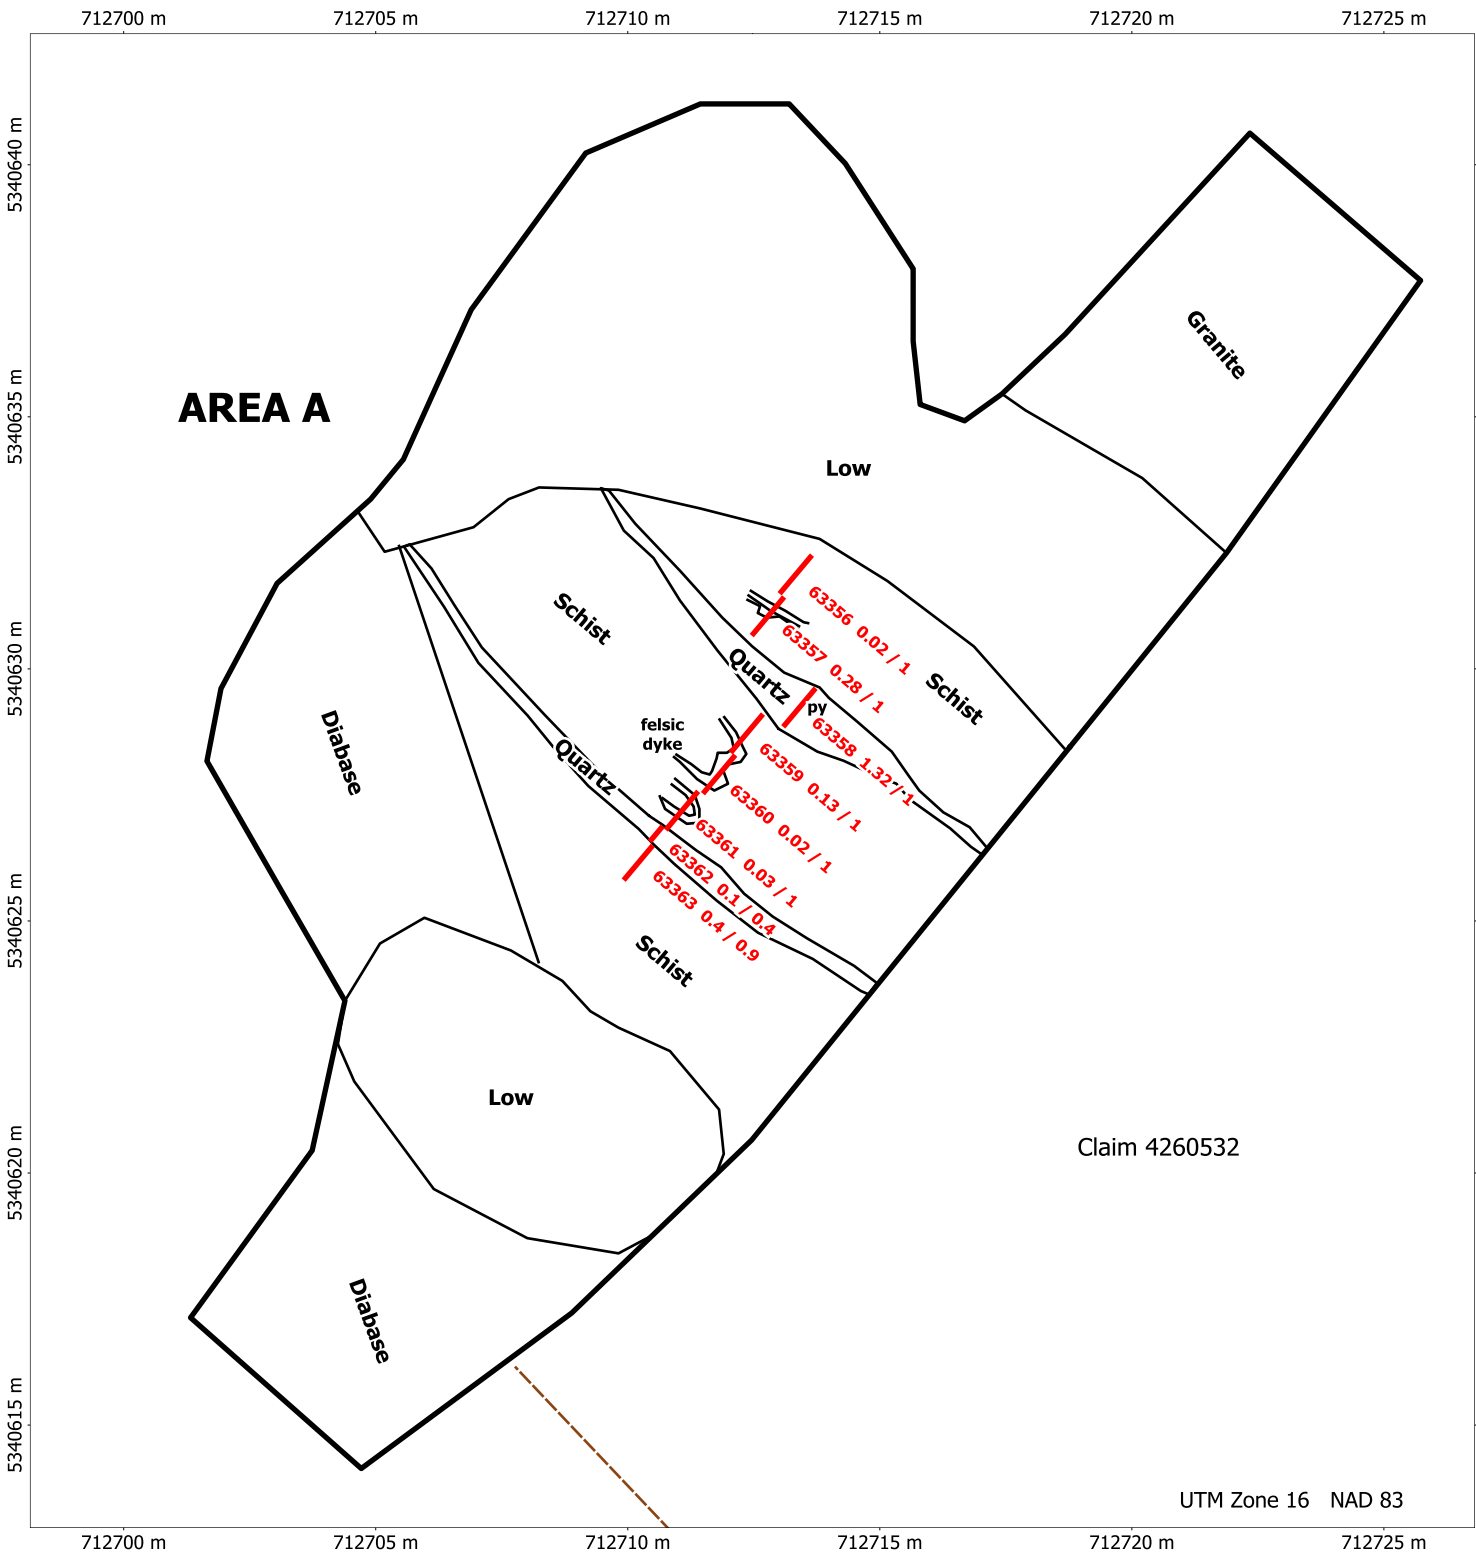 712700 m 712705 m 712710 m 712715 m 712720 m 712725 m
5340640 m
5340635 m
5340630 m
5340625 m
5340620 m
5340615 m
AREA A
Granite
Low
Schist
63356 0.02 / 1
63357 0.28 / 1
Quartz
Schist
py
63358 1.32 / 1
felsic
dyke
Diabase
Quartz
63359 0.13 / 1
63360 0.02 / 1
63361 0.03 / 1
63362 0.1 / 0.4
63363 0.4 / 0.9
Schist
Low
Claim 4260532
Diabase
UTM Zone 16 NAD 83
712700 m 712705 m 712710 m 712715 m 712720 m 712725 m